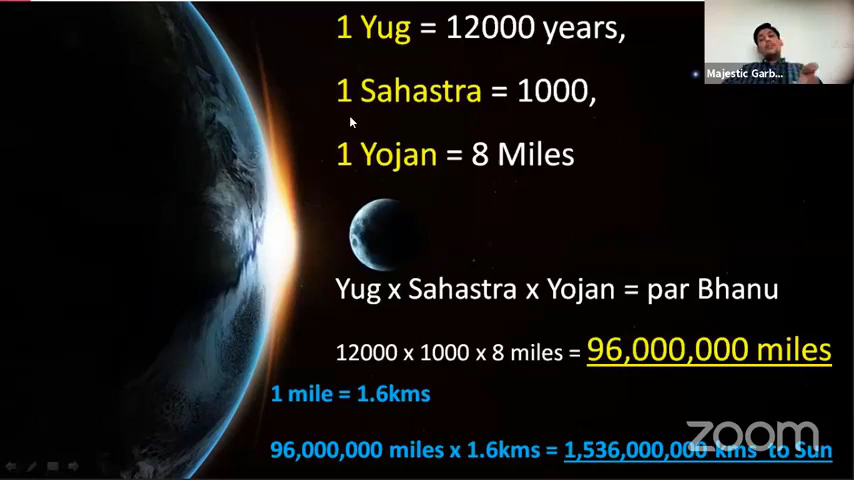 1 Yug = 12000 years,
1 Sahastra = 1000,
1 Yojan = 8 Miles
Yug x Sahastra x Yojan = par Bhanu
12000 x 1000 x 8 miles = 96,000,000 miles
1 mile = 1.6kms
96,000,000 miles x 1.6kms = 1,536,000,000 kms to Sun
Majestic Garb...
zoom